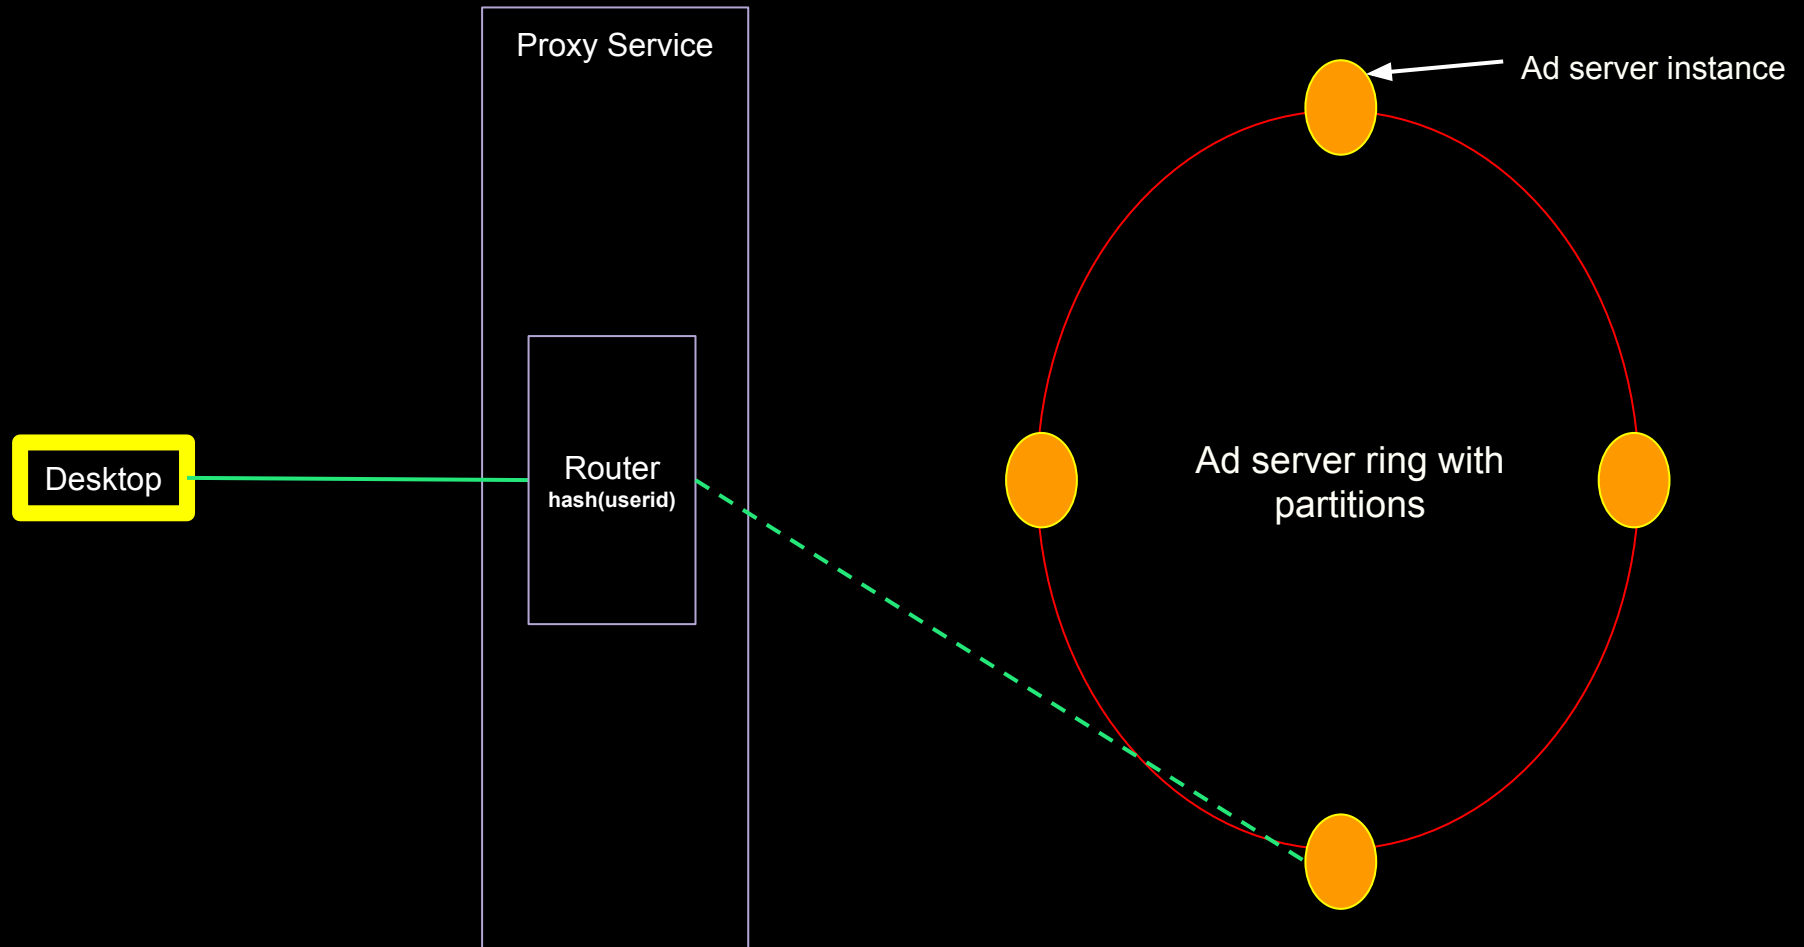 Proxy Service
Ad server instance
Desktop
Router
hash(userid)
Ad server ring with
partitions